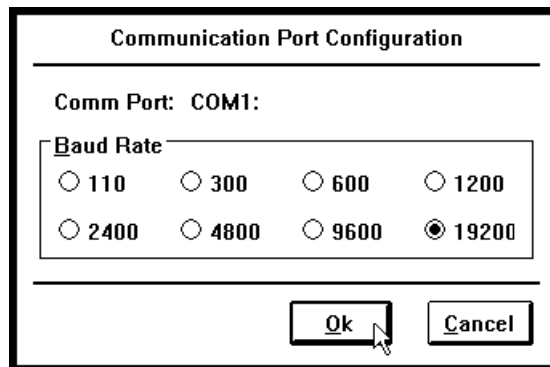 Communication Port Configuration
Comm Port: COM1:
Baud Rate
110 300 600 1200
2400 4800 9600 19200
Ok Cancel